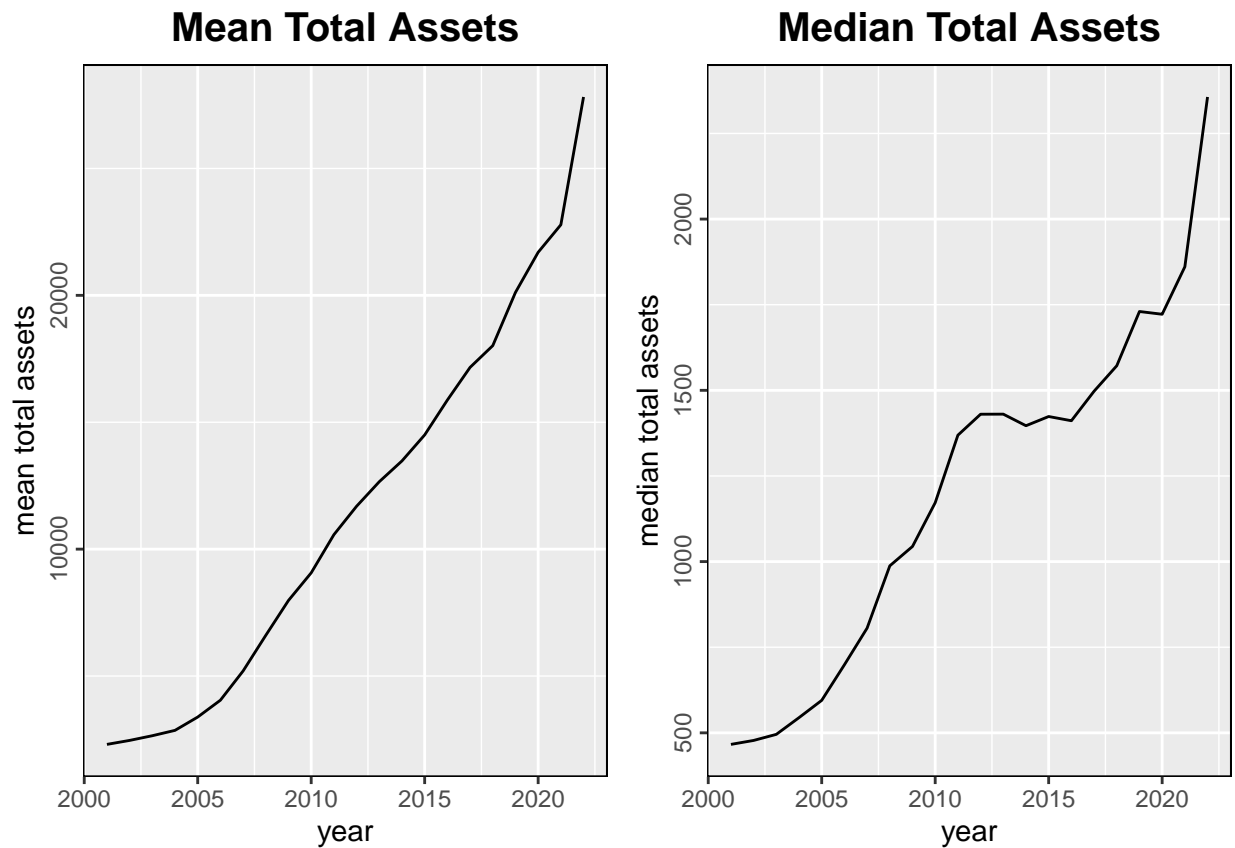 Mean Total Assets
mean total assets
20000
10000
2000 2005 2010 2015 2020
year
Median Total Assets
median total assets
2000
1500
1000
500
2000 2005 2010 2015 2020
year